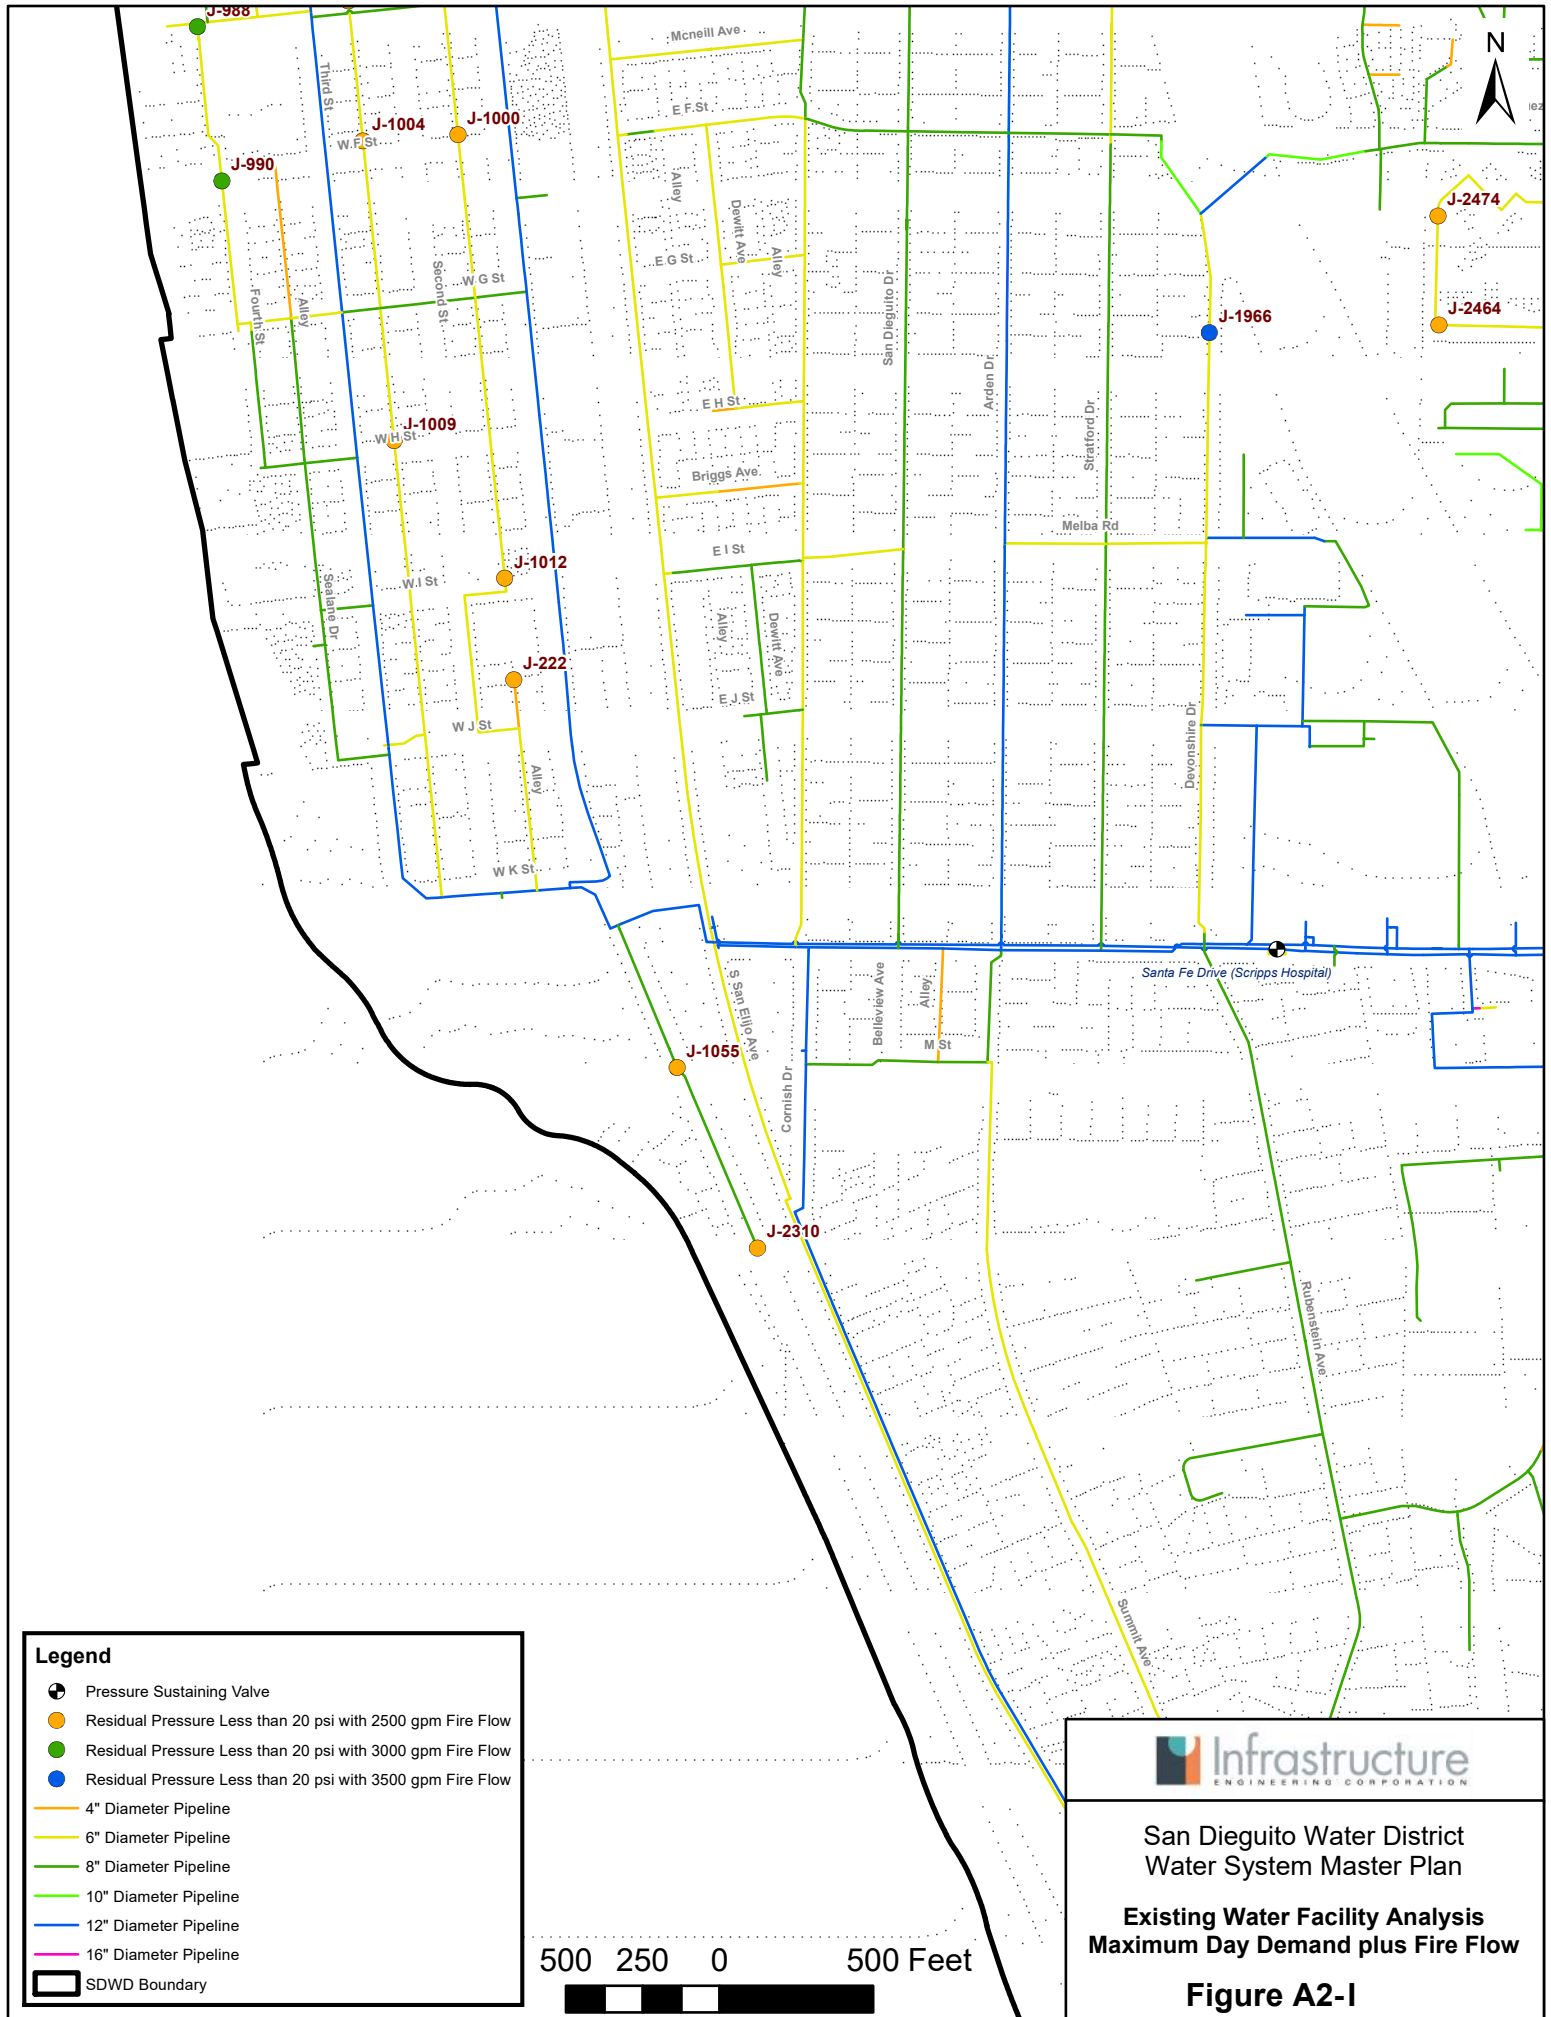 J-988
Mcneill Ave
N
Third St
E F St
J-1004
J-1000
W F St
J-990
Alley
Dewitt Ave
J-2474
E G St
Alley
Second St
W G St
San Dieguito Dr
Fourth St
Alley
J-1966
J-2464
Arden Dr
E H St
Stratford Dr
J-1009
W H St
Briggs Ave
Melba Rd
E I St
J-1012
W I St
Sealane Dr
Alley
Dewitt Ave
J-222
E J St
W J St
Devonshire Dr
Alley
W K St
Santa Fe Drive (Scripps Hospital)
S San Elijo Ave
Belleview Ave
Alley
M St
J-1055
Cornish Dr
J-2310
Rubenstein Ave
Summit Ave
Legend
Pressure Sustaining Valve
Residual Pressure Less than 20 psi with 2500 gpm Fire Flow
Residual Pressure Less than 20 psi with 3000 gpm Fire Flow
Residual Pressure Less than 20 psi with 3500 gpm Fire Flow
4" Diameter Pipeline
6" Diameter Pipeline
8" Diameter Pipeline
10" Diameter Pipeline
12" Diameter Pipeline
16" Diameter Pipeline
SDWD Boundary
500 250 0 500 Feet
Infrastructure
ENGINEERING CORPORATION
San Dieguito Water District
Water System Master Plan
Existing Water Facility Analysis
Maximum Day Demand plus Fire Flow
Figure A2-I